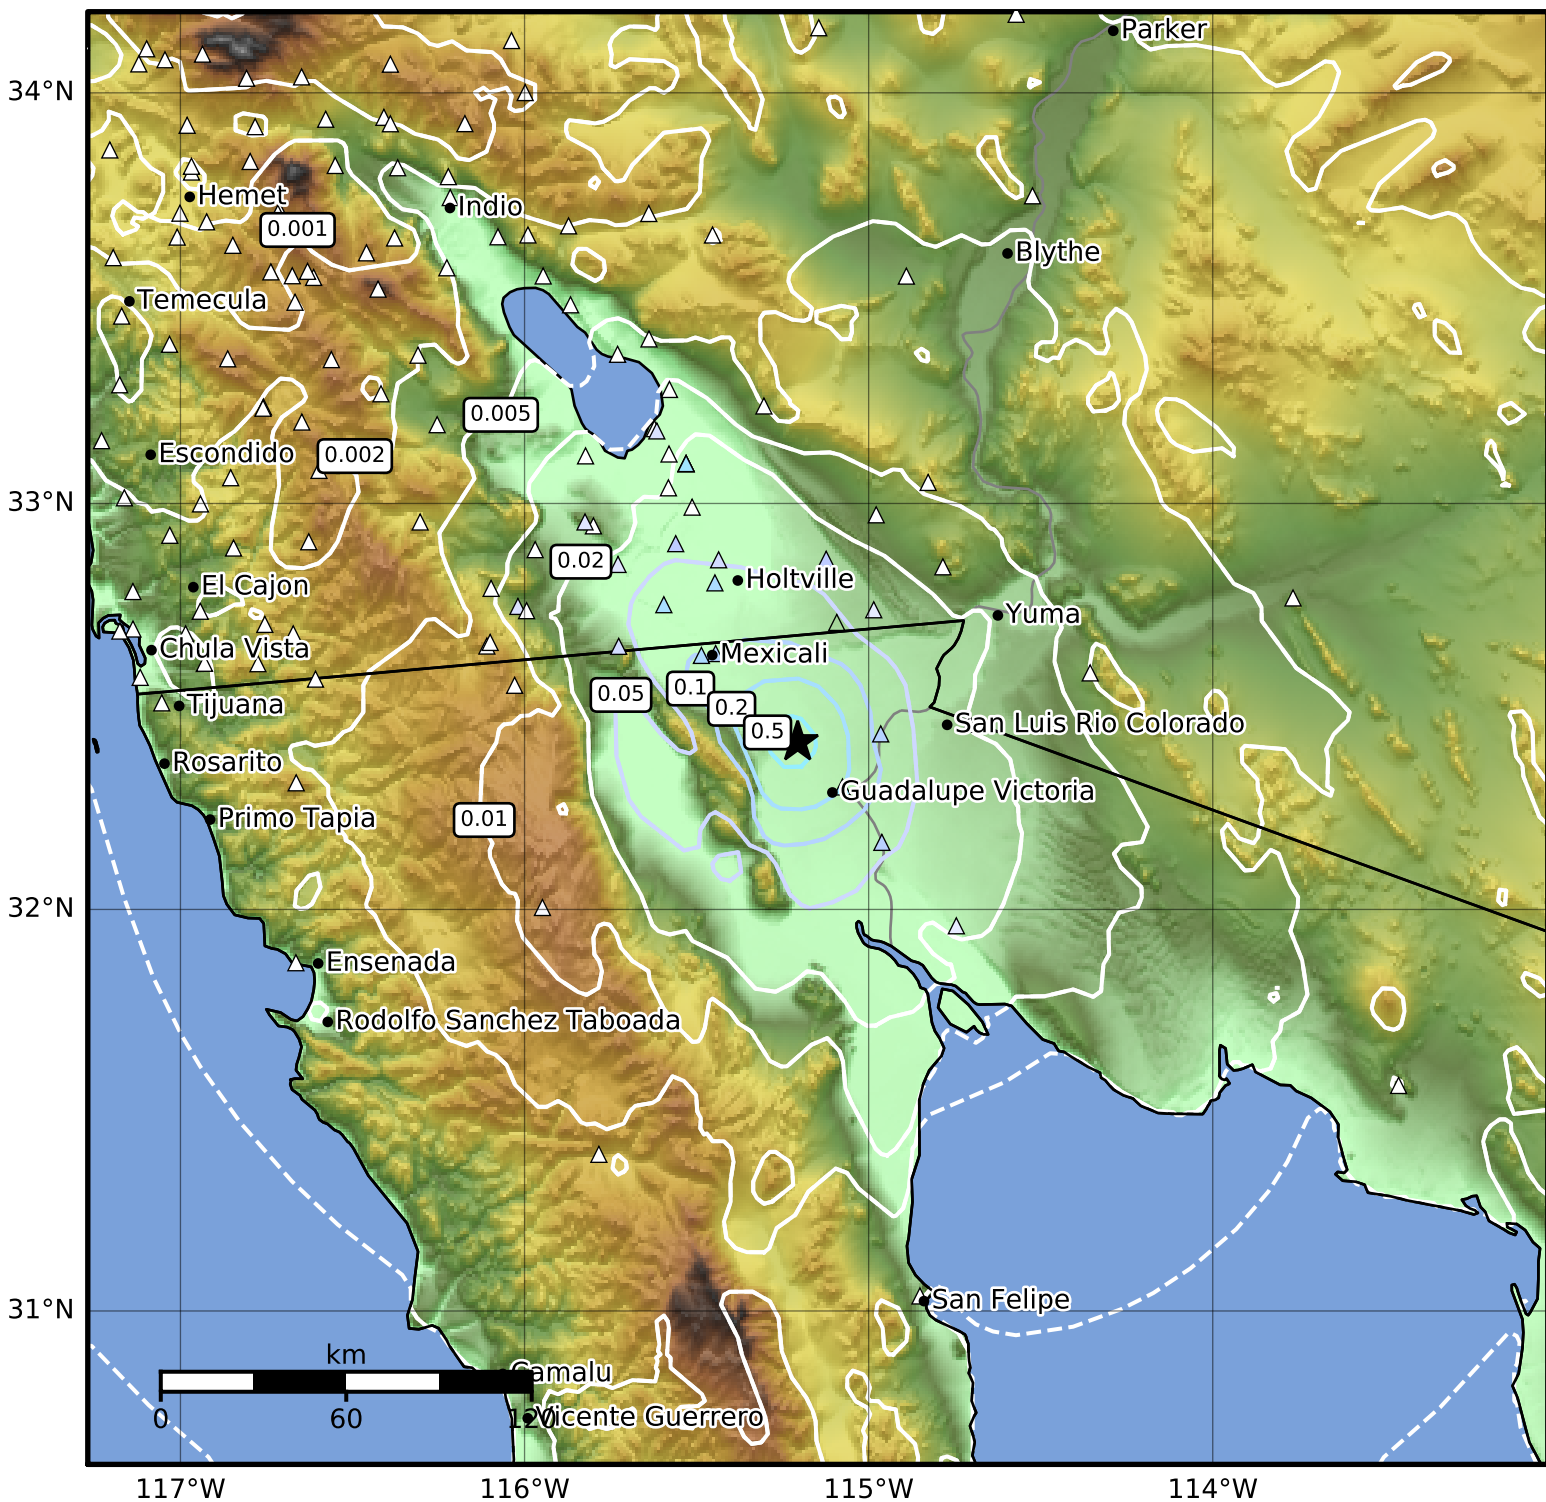 Parker
34°N
Hemet
Indio
0.001
Blythe
Temecula
0.005
Escondido
0.002
33°N
0.02
Holtville
El Cajon
Yuma
Chula Vista
Mexicali
0.1
0.05
Tijuana
0.2
San Luis Rio Colorado
0.5
Rosarito
Guadalupe Victoria
Primo Tapia
0.01
32°N
Ensenada
Rodolfo Sanchez Taboada
San Felipe
31°N
km
Camalu
0 60 120
Vicente Guerrero
117°W 116°W 115°W 114°W